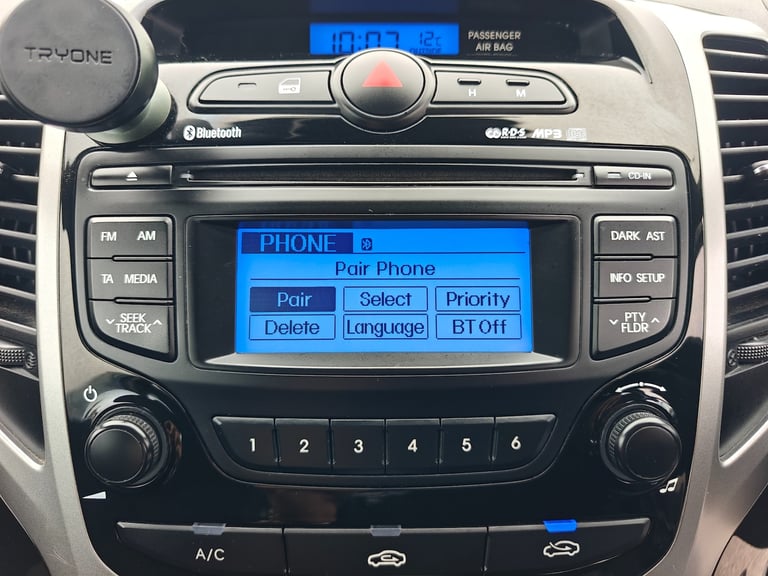 TRYONE
10:07 12c OUTSIDE
PASSENGER
AIR BAG
H M
Bluetooth
R·D·S MP3
CD-IN
FM AM
TA MEDIA
SEEK
TRACK
PHONE
Pair Phone
Pair Select Priority
Delete Language BT Off
DARK AST
INFO SETUP
PTY
FLDR
1 2 3 4 5 6
A/C